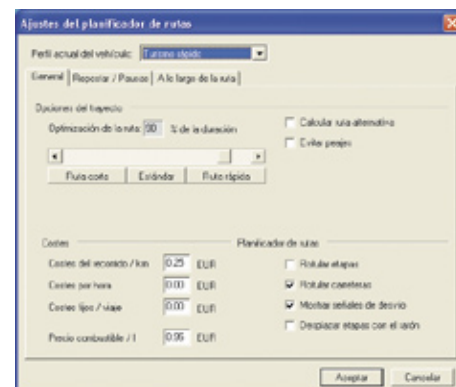 Ajustes del planificador de rutas
Perfil actual del vehículo: Turismo rápido
General Repostar / Pausas A lo largo de la ruta
Opciones del trayecto
Optimización de la ruta: 90 % de la duración
Calcular ruta alternativa
Evitar peajes
Ruta corta Estándar Ruta rápida
Costes
Costes del recorrido / km 0.25 EUR
Costes por hora 0.00 EUR
Costes fijos / viaje 0.00 EUR
Precio combustible / l 0.95 EUR
Planificador de rutas
Rotular etapas
Rotular carreteras
Mostrar señales de desvío
Desplazar etapas con el ratón
Aceptar Cancelar